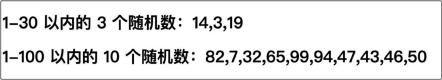 1–30 以内的 3 个随机数：14,3,19
1–100 以内的 10 个随机数：82,7,32,65,99,94,47,43,46,50